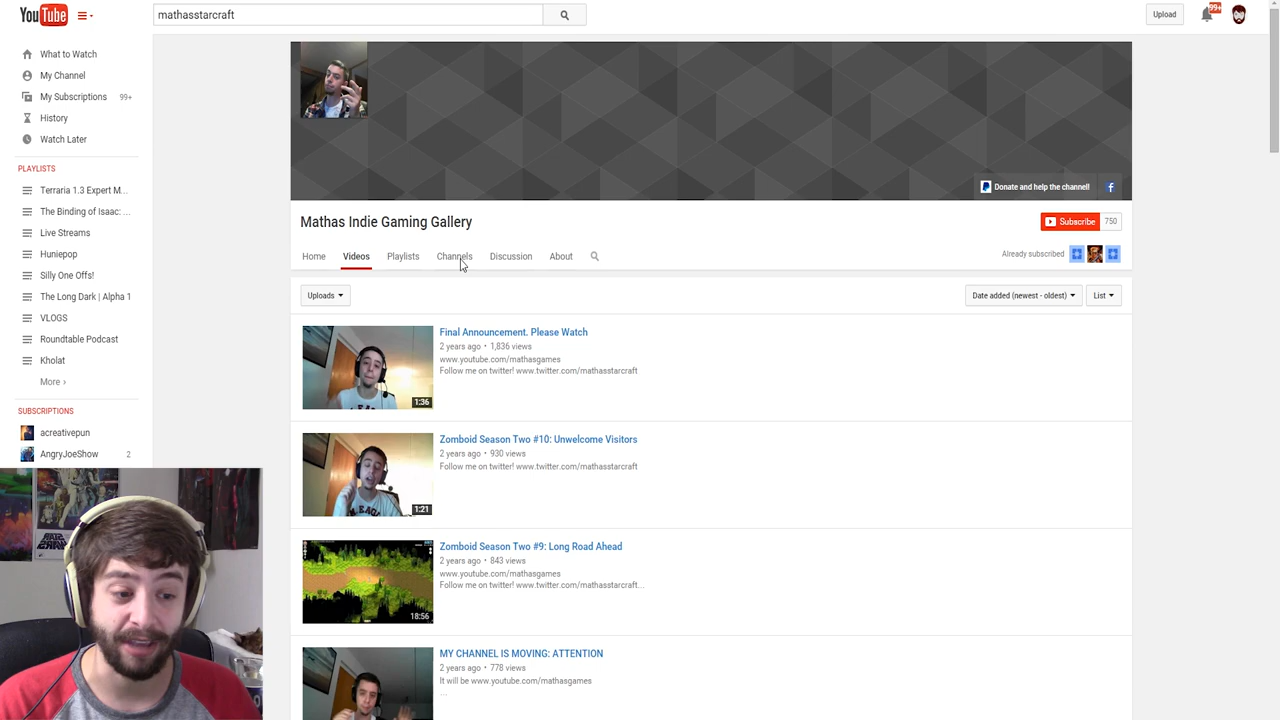 YouTube
mathasstarcraft
Upload
99+
What to Watch
My Channel
My Subscriptions 99+
History
Watch Later
PLAYLISTS
Terraria 1.3 Expert M...
The Binding of Isaac: ...
Live Streams
Huniepop
Silly One Offs!
The Long Dark | Alpha 1
VLOGS
Roundtable Podcast
Kholat
More ›
SUBSCRIPTIONS
acreativepun
AngryJoeShow 2
Donate and help the channel!
Mathas Indie Gaming Gallery
Subscribe 750
Home Videos Playlists Channels Discussion About
Already subscribed
Uploads
Date added (newest - oldest)
List
Final Announcement. Please Watch
2 years ago • 1,836 views
www.youtube.com/mathasgames
Follow me on twitter! www.twitter.com/mathasstarcraft
1:36
Zomboid Season Two #10: Unwelcome Visitors
2 years ago • 930 views
Follow me on twitter! www.twitter.com/mathasstarcraft
1:21
Zomboid Season Two #9: Long Road Ahead
2 years ago • 843 views
www.youtube.com/mathasgames
Follow me on twitter! www.twitter.com/mathasstarcraft...
18:56
MY CHANNEL IS MOVING: ATTENTION
2 years ago • 778 views
It will be www.youtube.com/mathasgames
...